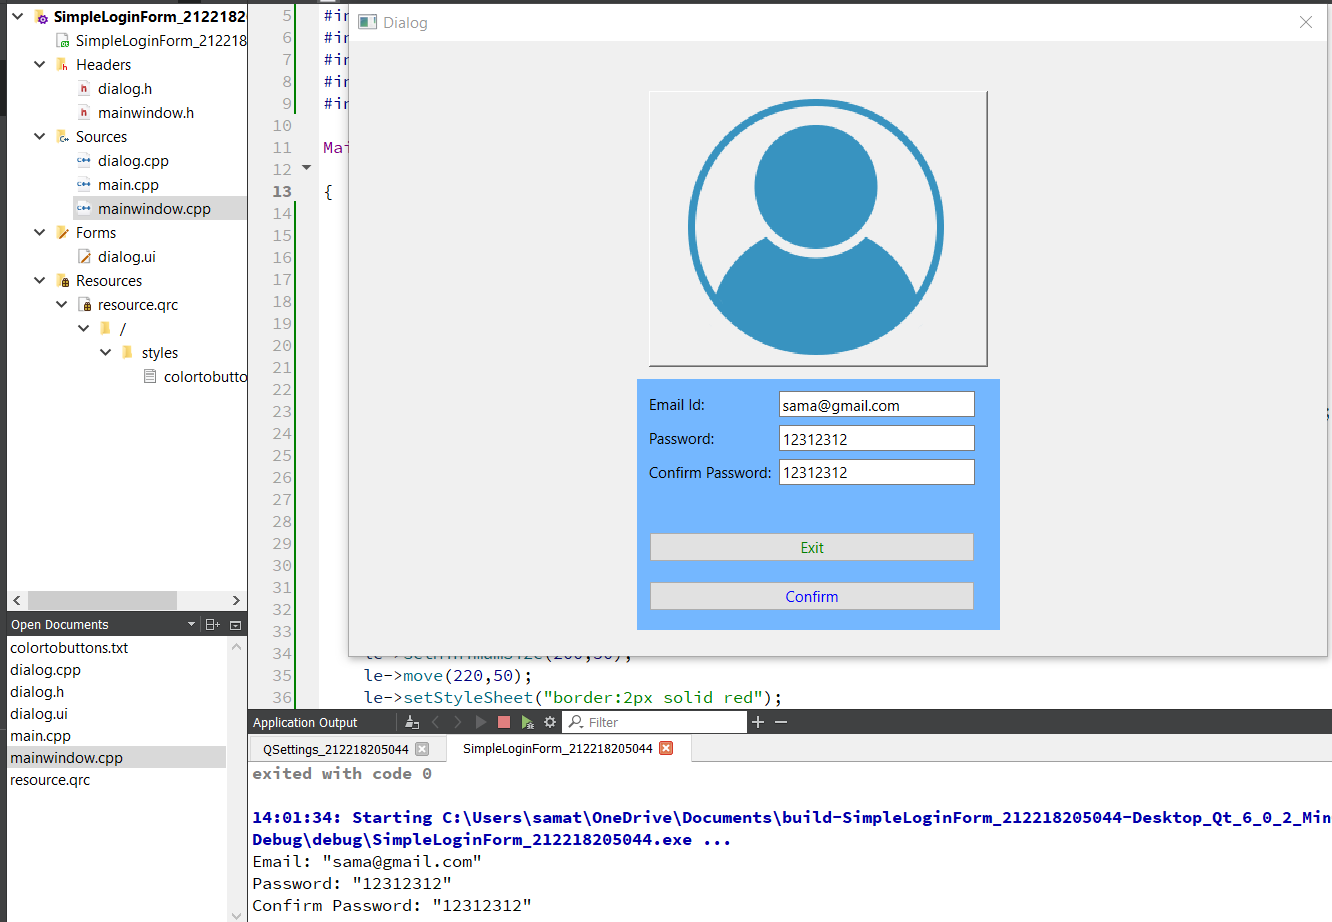 SimpleLoginForm_2122182
SimpleLoginForm_212218
Headers
dialog.h
mainwindow.h
Sources
dialog.cpp
main.cpp
mainwindow.cpp
Forms
dialog.ui
Resources
resource.qrc
/
styles
colortobutto
Open Documents
colortobuttons.txt
dialog.cpp
dialog.h
dialog.ui
main.cpp
mainwindow.cpp
resource.qrc
5 #in
6 #in
7 #in
8 #in
9 #in
10
11 Mai
12
13 {
14
15
16
17
18
19
20
21
22
23 ;
24
25
26
27
28
29
30
31
32
33
34
35 le->move(220,50);
36 le->setStyleSheet("border:2px solid red");
Dialog
Email Id: sama@gmail.com
Password: 12312312
Confirm Password: 12312312
Exit
Confirm
Application Output
Filter
QSettings_212218205044
SimpleLoginForm_212218205044
exited with code 0
14:01:34: Starting C:\Users\samat\OneDrive\Documents\build-SimpleLoginForm_212218205044-Desktop_Qt_6_0_2_Min
Debug\debug\SimpleLoginForm_212218205044.exe ...
Email: "sama@gmail.com"
Password: "12312312"
Confirm Password: "12312312"